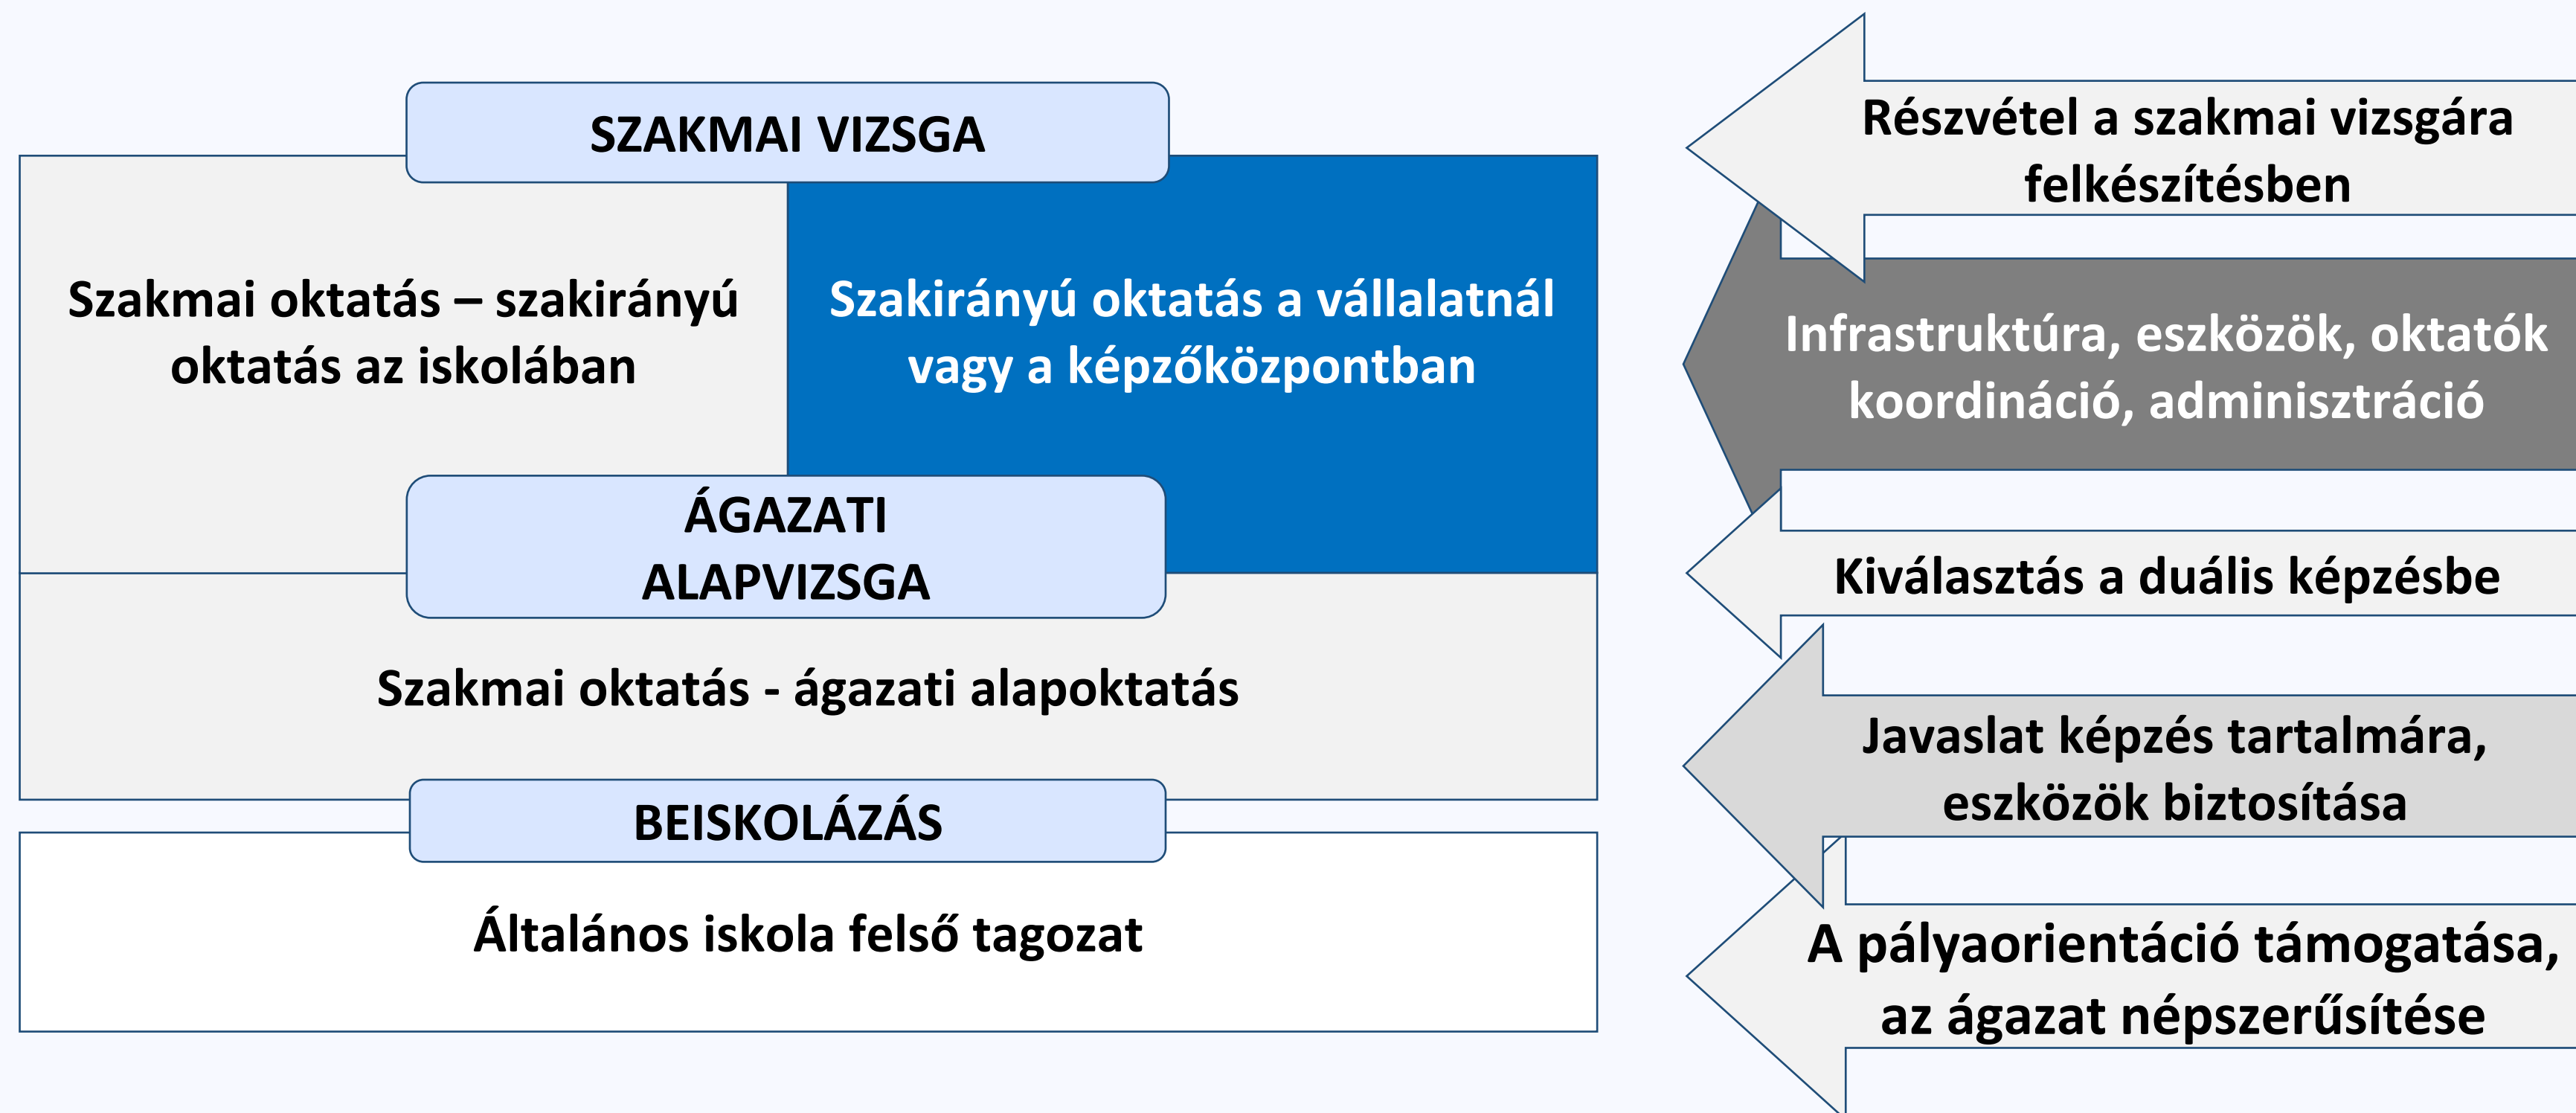 SZAKMAI VIZSGA
Szakmai oktatás – szakirányú
oktatás az iskolában
Szakirányú oktatás a vállalatnál
vagy a képzőközpontban
ÁGAZATI
ALAPVIZSGA
Szakmai oktatás - ágazati alapoktatás
BEISKOLÁZÁS
Általános iskola felső tagozat
Részvétel a szakmai vizsgára
felkészítésben
Infrastruktúra, eszközök, oktatók
koordináció, adminisztráció
Kiválasztás a duális képzésbe
Javaslat képzés tartalmára,
eszközök biztosítása
A pályaorientáció támogatása,
az ágazat népszerűsítése